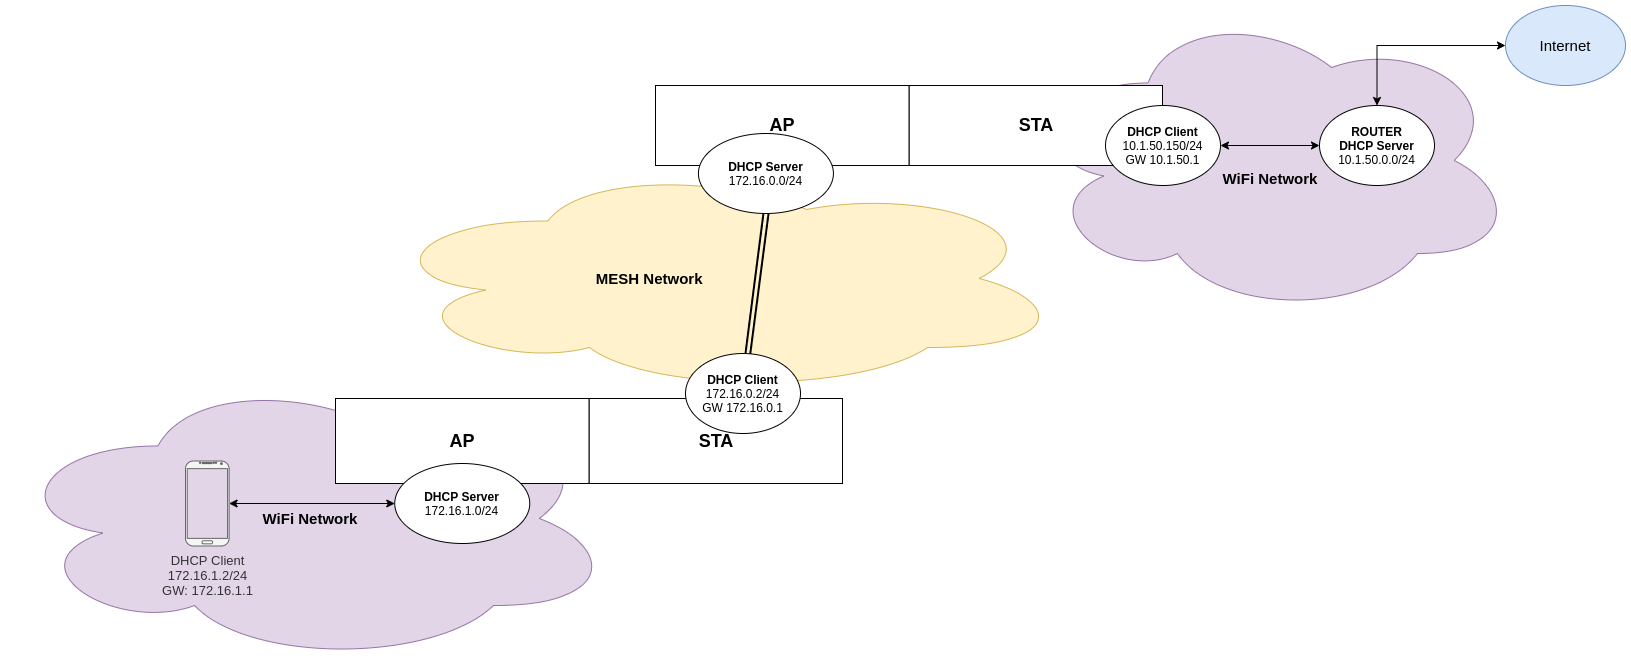 Internet
AP
STA
DHCP Server
172.16.0.0/24
DHCP Client
10.1.50.150/24
GW 10.1.50.1
ROUTER
DHCP Server
10.1.50.0.0/24
WiFi Network
MESH Network
DHCP Client
172.16.0.2/24
GW 172.16.0.1
AP
STA
DHCP Server
172.16.1.0/24
WiFi Network
DHCP Client
172.16.1.2/24
GW: 172.16.1.1